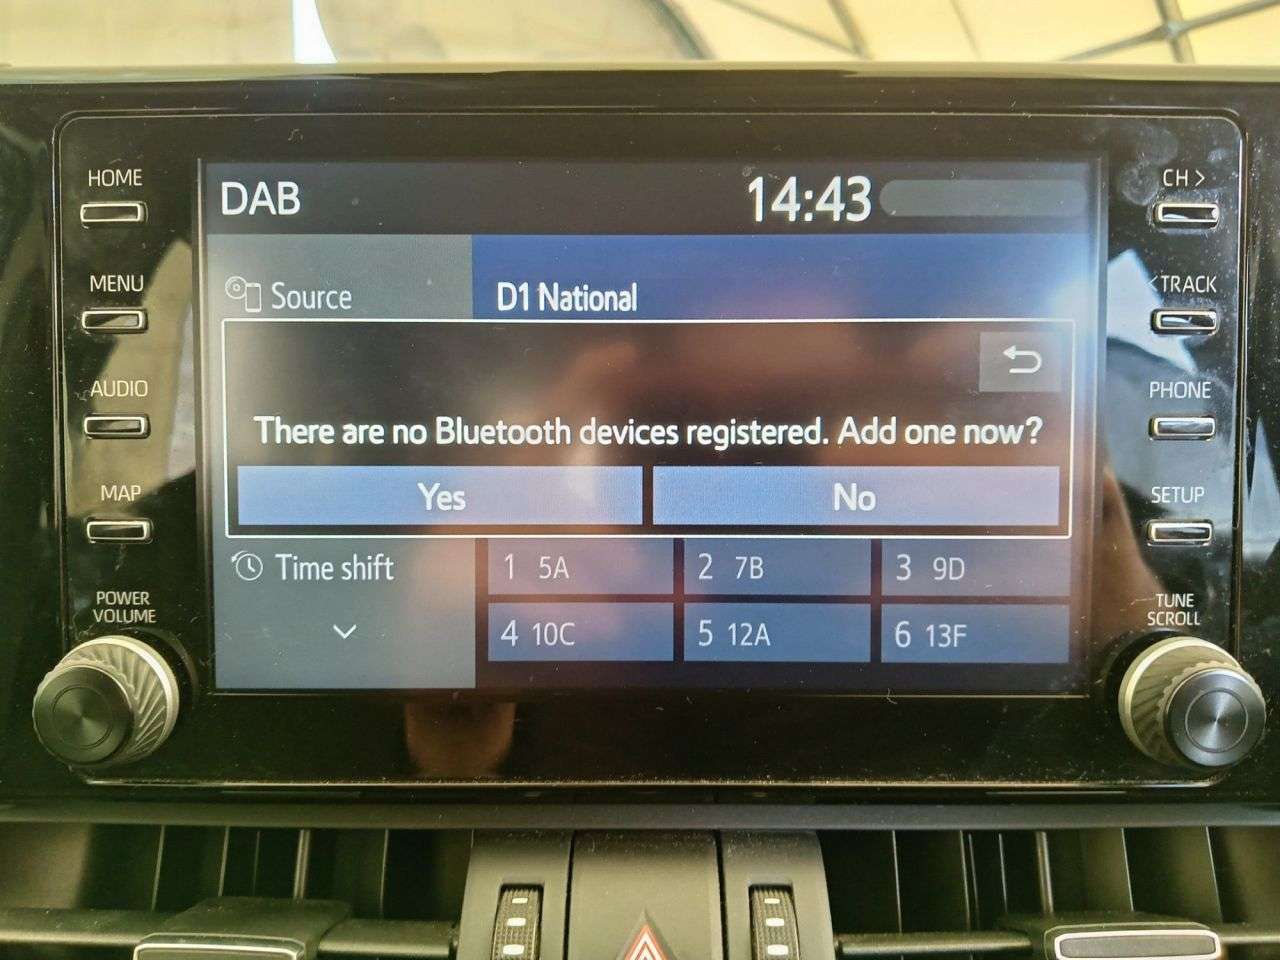 HOME
MENU
AUDIO
MAP
POWER
VOLUME
DAB
14:43
Source
D1 National
There are no Bluetooth devices registered. Add one now?
Yes
No
Time shift
1 5A
2 7B
3 9D
4 10C
5 12A
6 13F
CH >
<TRACK
PHONE
SETUP
TUNE
SCROLL